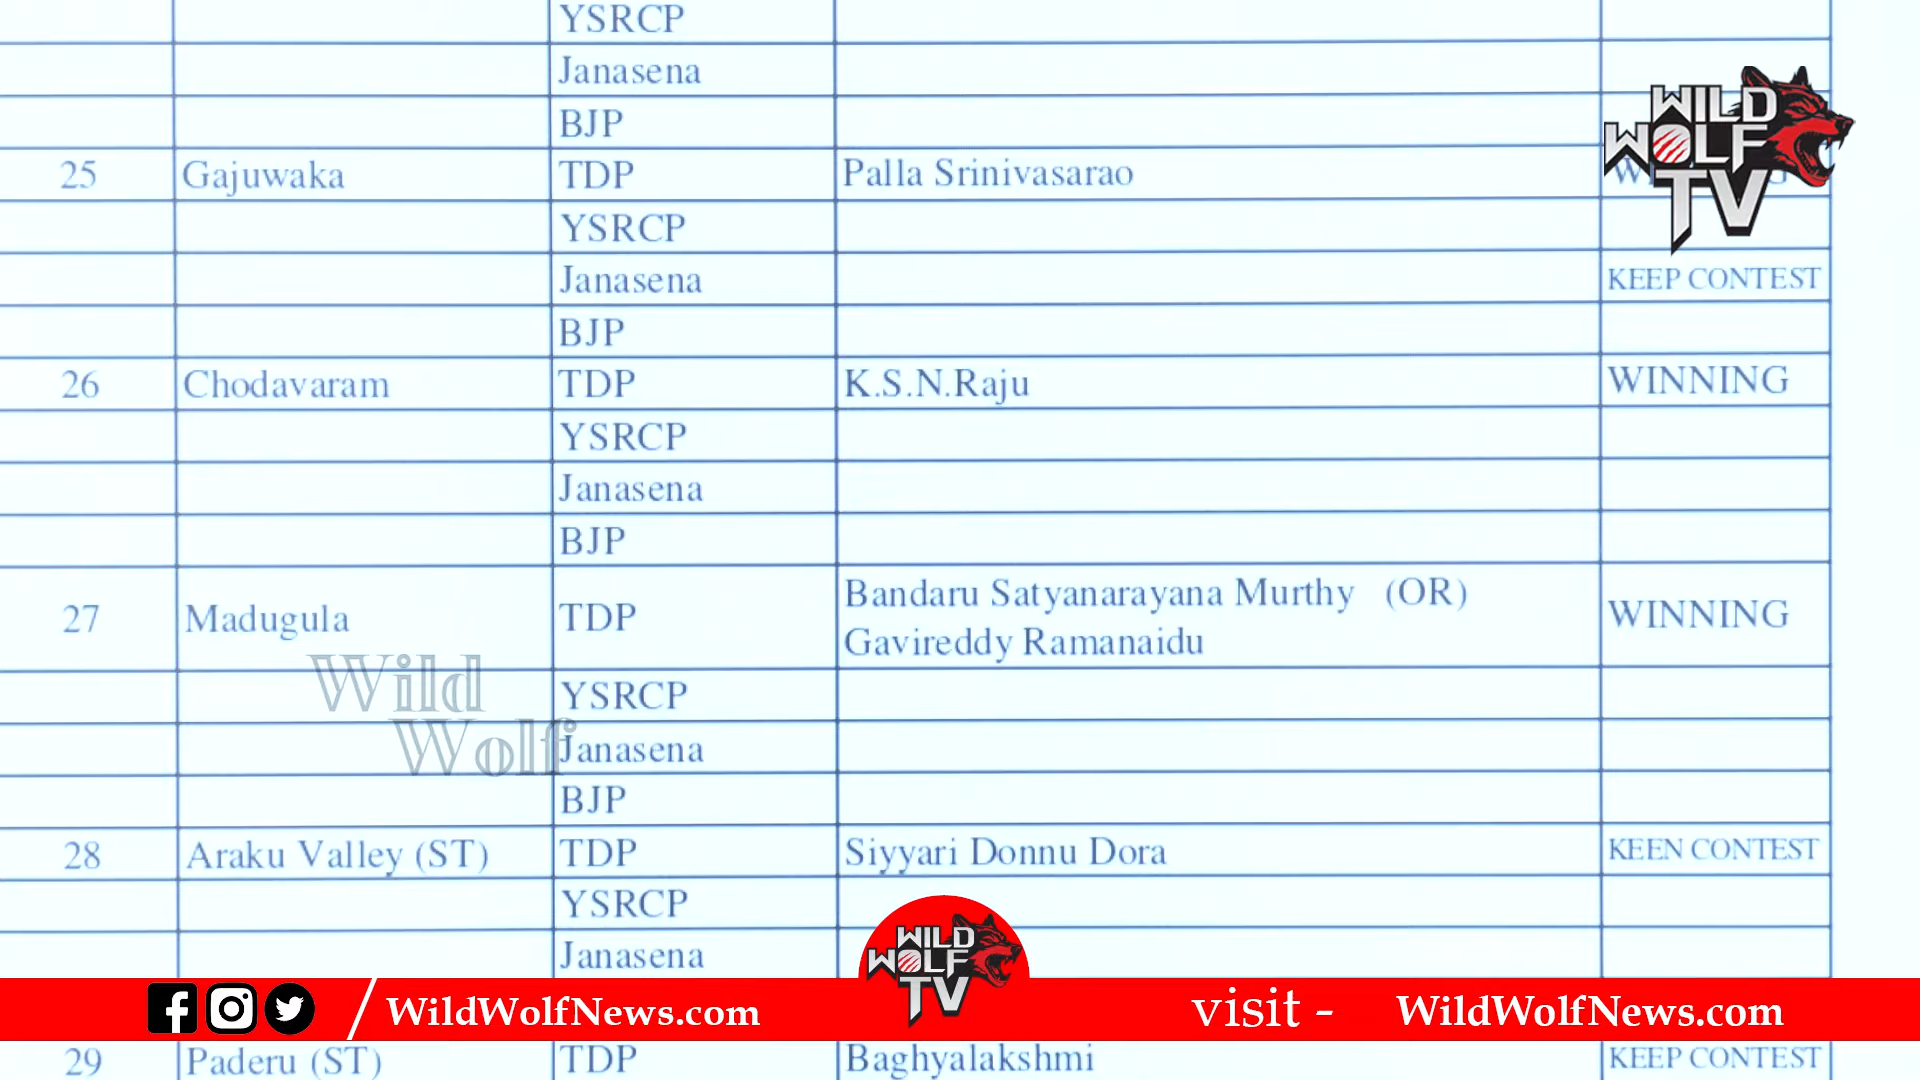 YSRCP
Janasena
BJP
WILD
WOLF
TV
25 Gajuwaka TDP Palla Srinivasarao
YSRCP
Janasena KEEP CONTEST
BJP
26 Chodavaram TDP K.S.N.Raju WINNING
YSRCP
Janasena
BJP
27 Madugula TDP Bandaru Satyanarayana Murthy (OR) WINNING
Gavireddy Ramanaidu
Wild
Wolf
YSRCP
Janasena
BJP
28 Araku Valley (ST) TDP Siyyari Donnu Dora KEEN CONTEST
YSRCP
Janasena
WILD
WOLF
TV
WildWolfNews.com visit - WildWolfNews.com
29 Paderu (ST) TDP Baghyalakshmi KEEP CONTEST